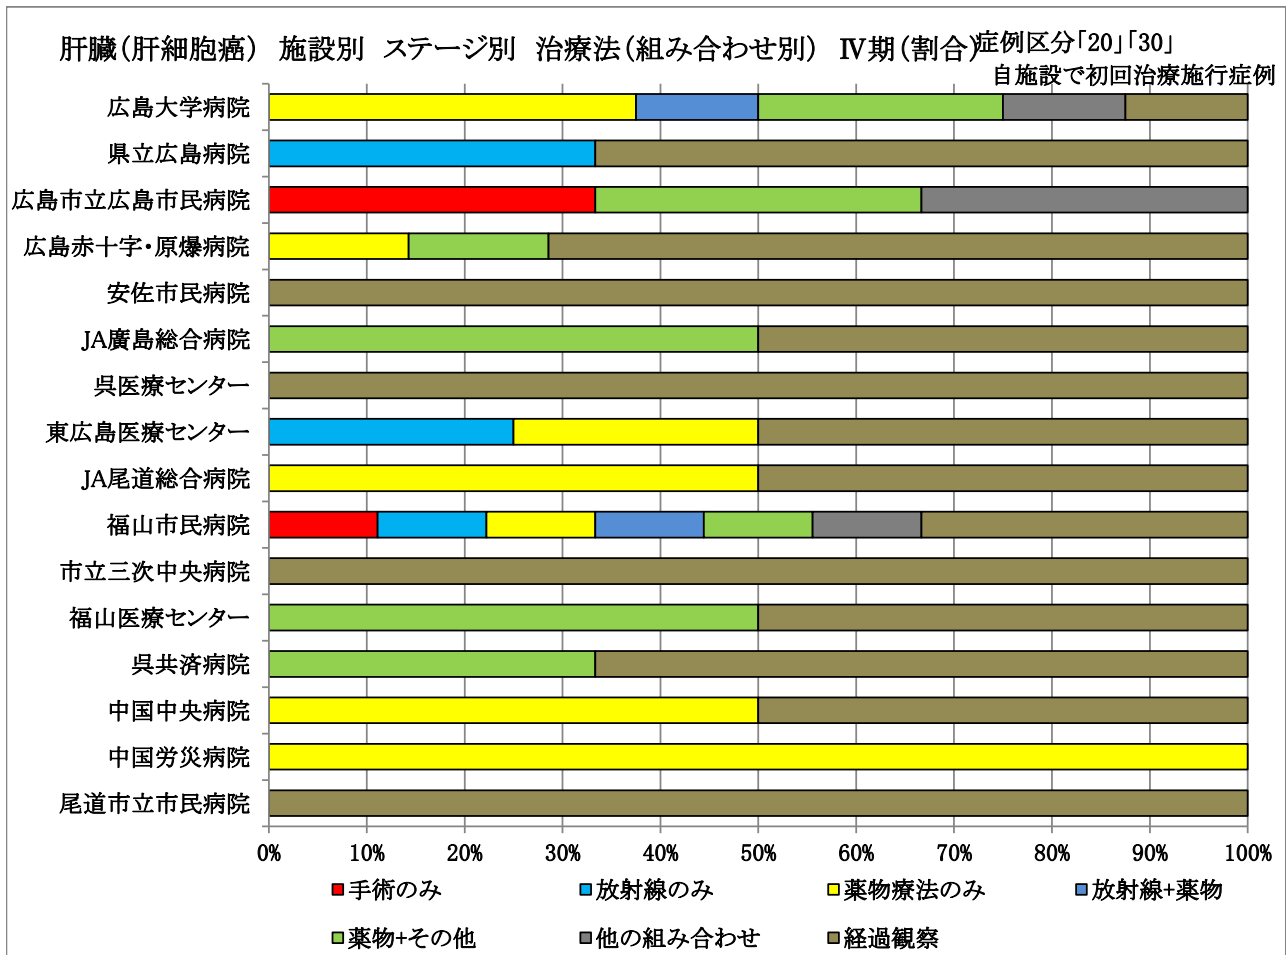 肝臓(肝細胞癌) 施設別 ステージ別 治療法(組み合わせ別) Ⅳ期(割合)症例区分「20」「30」
自施設で初回治療施行症例
広島大学病院
県立広島病院
広島市立広島市民病院
広島赤十字・原爆病院
安佐市民病院
JA廣島総合病院
呉医療センター
東広島医療センター
JA尾道総合病院
福山市民病院
市立三次中央病院
福山医療センター
呉共済病院
中国中央病院
中国労災病院
尾道市立市民病院
0% 10% 20% 30% 40% 50% 60% 70% 80% 90% 100%
手術のみ 放射線のみ 薬物療法のみ 放射線+薬物
薬物+その他 他の組み合わせ 経過観察